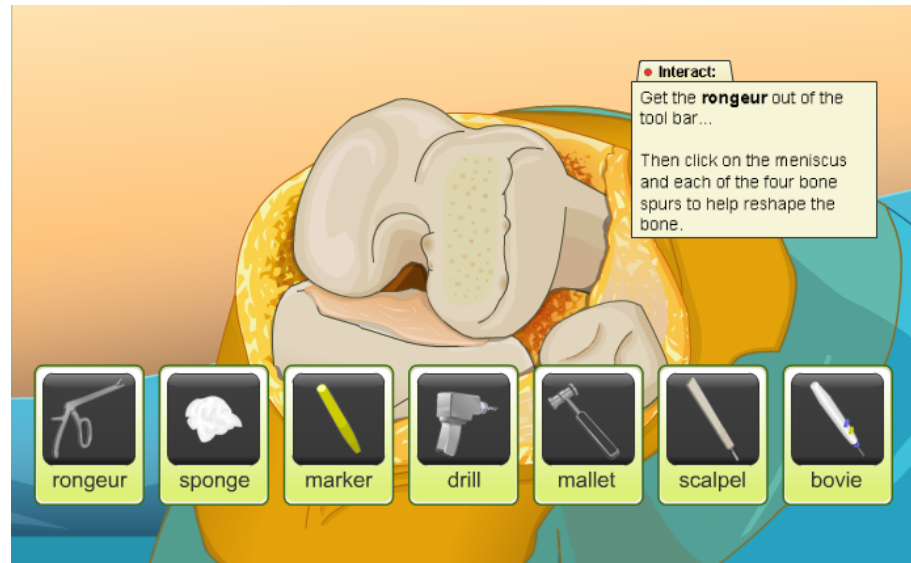 Interact:
Get the rongeur out of the
tool bar...
Then click on the meniscus
and each of the four bone
spurs to help reshape the
bone.
rongeur
sponge
marker
drill
mallet
scalpel
bovie